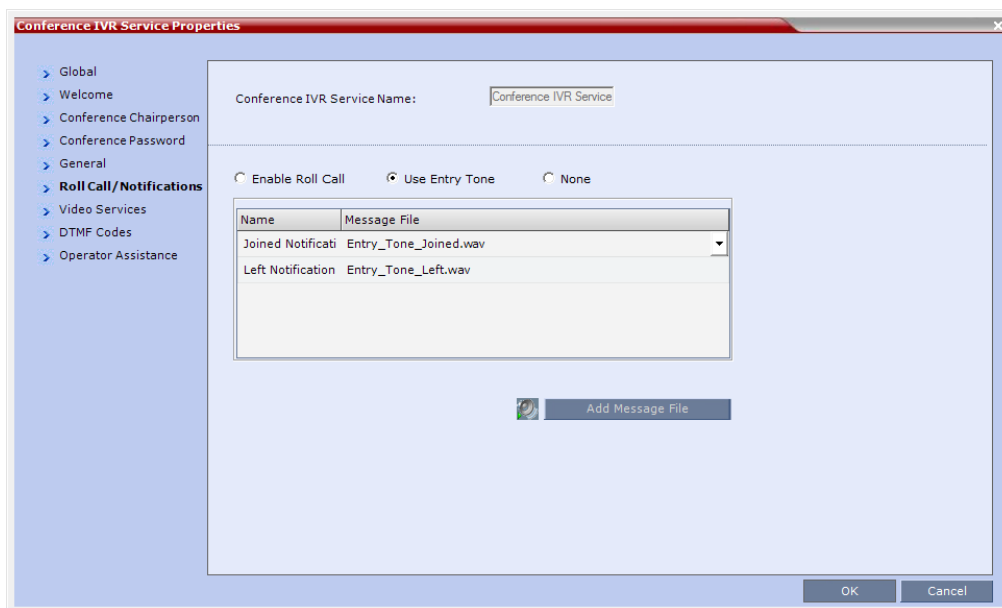 Conference IVR Service Properties
Global
Welcome
Conference Chairperson
Conference Password
General
Roll Call/Notifications
Video Services
DTMF Codes
Operator Assistance
Conference IVR Service Name: Conference IVR Service
Enable Roll Call Use Entry Tone None
Name Message File
Joined Notificati Entry_Tone_Joined.wav
Left Notification Entry_Tone_Left.wav
Add Message File
OK Cancel